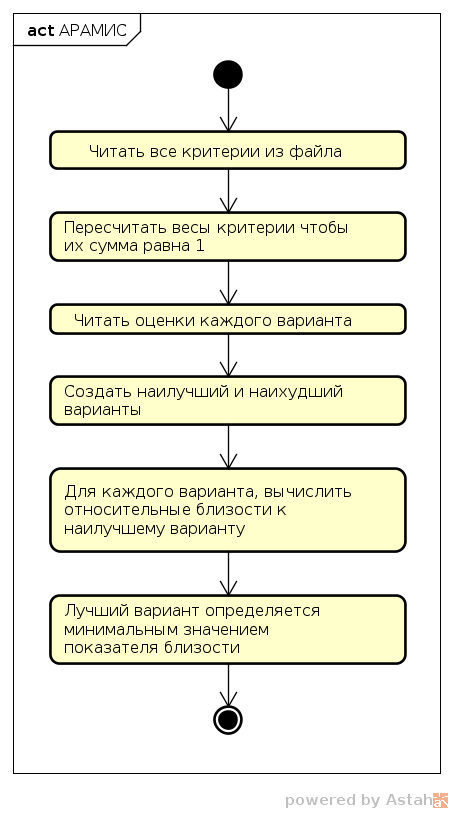 act АРАМИС
Читать все критерии из файла
Пересчитать весы критерии чтобы
их сумма равна 1
Читать оценки каждого варианта
Создать наилучший и наихудший
варианты
Для каждого варианта, вычислить
относительные близости к
наилучшему варианту
Лучший вариант определяется
минимальным значением
показателя близости
powered by Astah